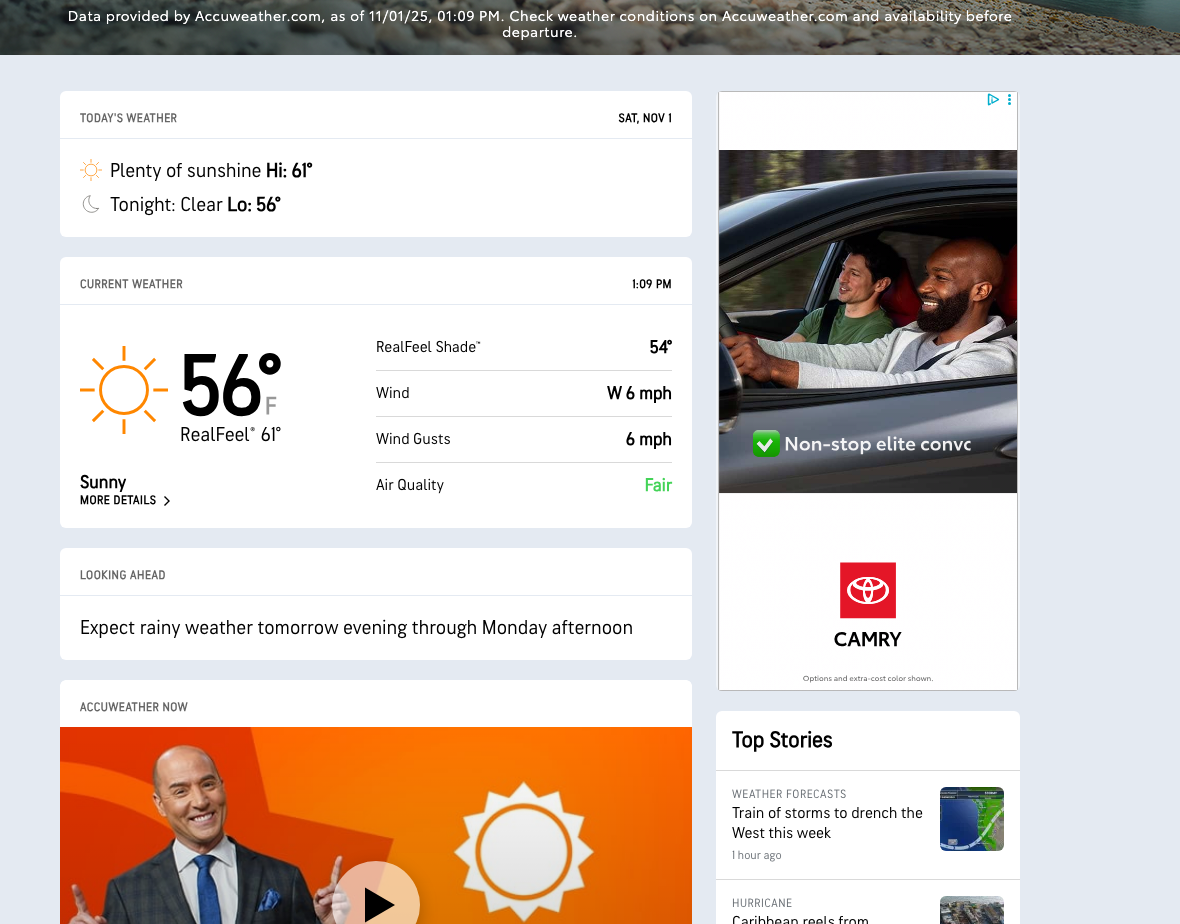 Data provided by Accuweather.com, as of 11/01/25, 01:09 PM. Check weather conditions on Accuweather.com and availability before
departure.
TODAY'S WEATHER
SAT, NOV 1
Plenty of sunshine Hi: 61°
Tonight: Clear Lo: 56°
CURRENT WEATHER
1:09 PM
56°F
RealFeel® 61°
Sunny
MORE DETAILS >
RealFeel Shade™ 54°
Wind W 6 mph
Wind Gusts 6 mph
Air Quality Fair
LOOKING AHEAD
Expect rainy weather tomorrow evening through Monday afternoon
ACCUWEATHER NOW
Non-stop elite convc
CAMRY
Options and extra-cost color shown.
Top Stories
WEATHER FORECASTS
Train of storms to drench the
West this week
1 hour ago
HURRICANE
Caribbean reels from